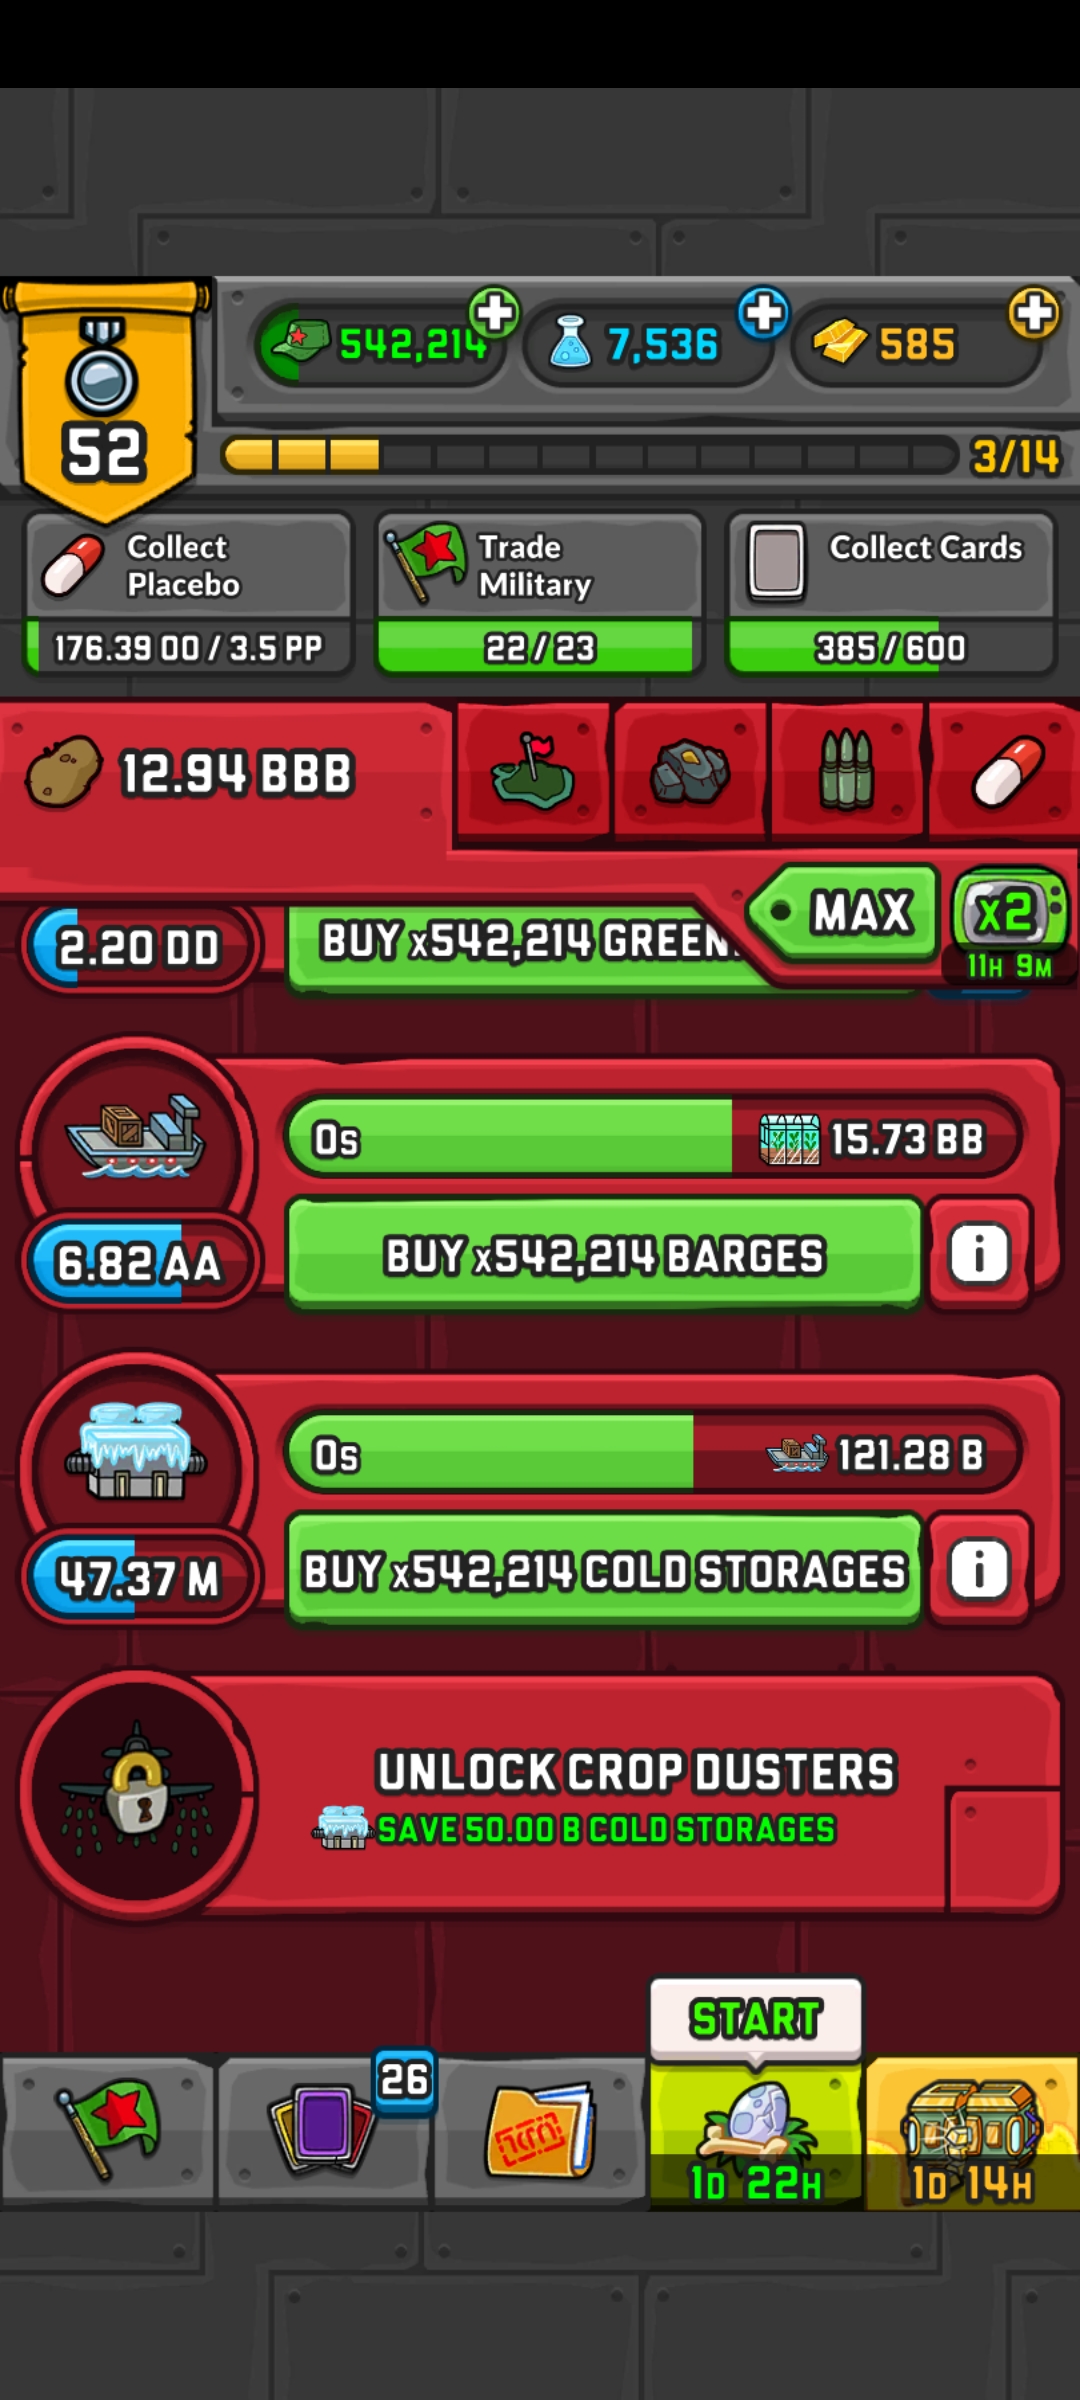 542,214
7,536
585
52
3/14
Collect
Placebo
Trade
Military
Collect Cards
176.39 OO / 3.5 PP
22 / 23
385 / 600
12.94 BBB
MAX
x2
11H 9M
2.20 DD
BUY x542,214 GREEN
0s
15.73 BB
6.82 AA
BUY x542,214 BARGES
i
0s
121.28 B
47.37 M
BUY x542,214 COLD STORAGES
i
UNLOCK CROP DUSTERS
SAVE 50.00 B COLD STORAGES
START
26
1D 22H
1D 14H